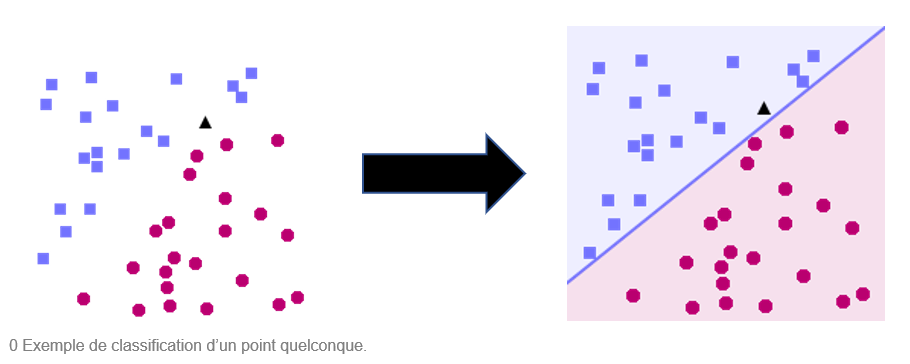 0 Exemple de classification d’un point quelconque.